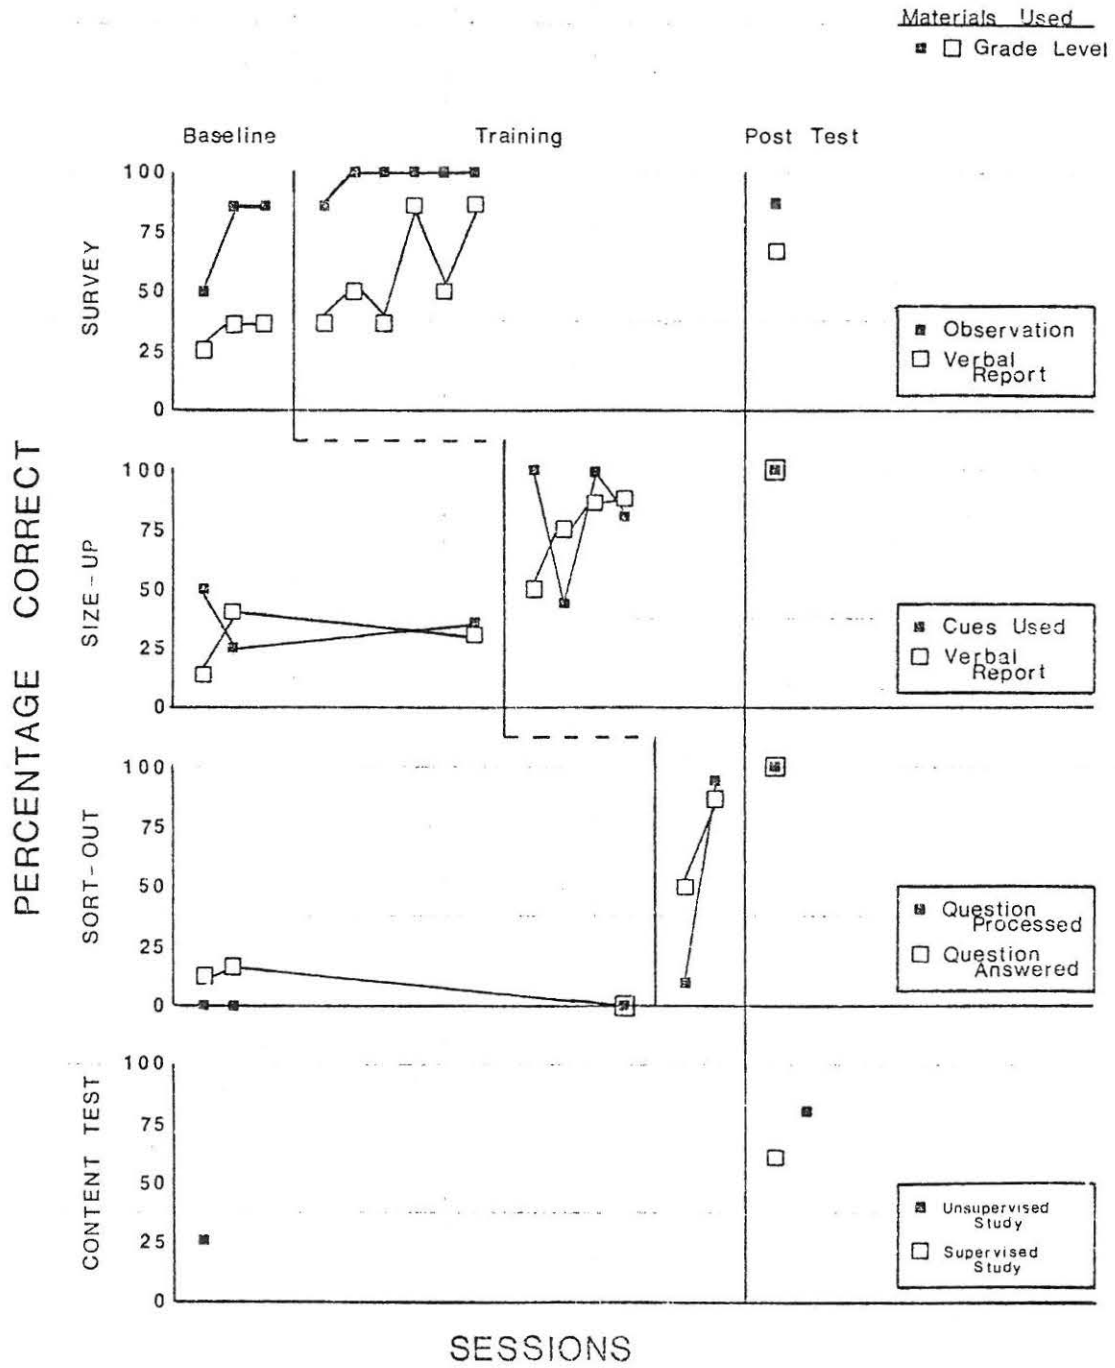 Materials Used
Grade Level
Baseline
Training
Post Test
PERCENTAGE CORRECT
SURVEY
100
75
50
25
0
Observation
Verbal
Report
SIZE-UP
100
75
50
25
0
Cues Used
Verbal
Report
SORT-OUT
100
75
50
25
0
Question
Processed
Question
Answered
CONTENT TEST
100
75
50
25
0
Unsupervised
Study
Supervised
Study
SESSIONS